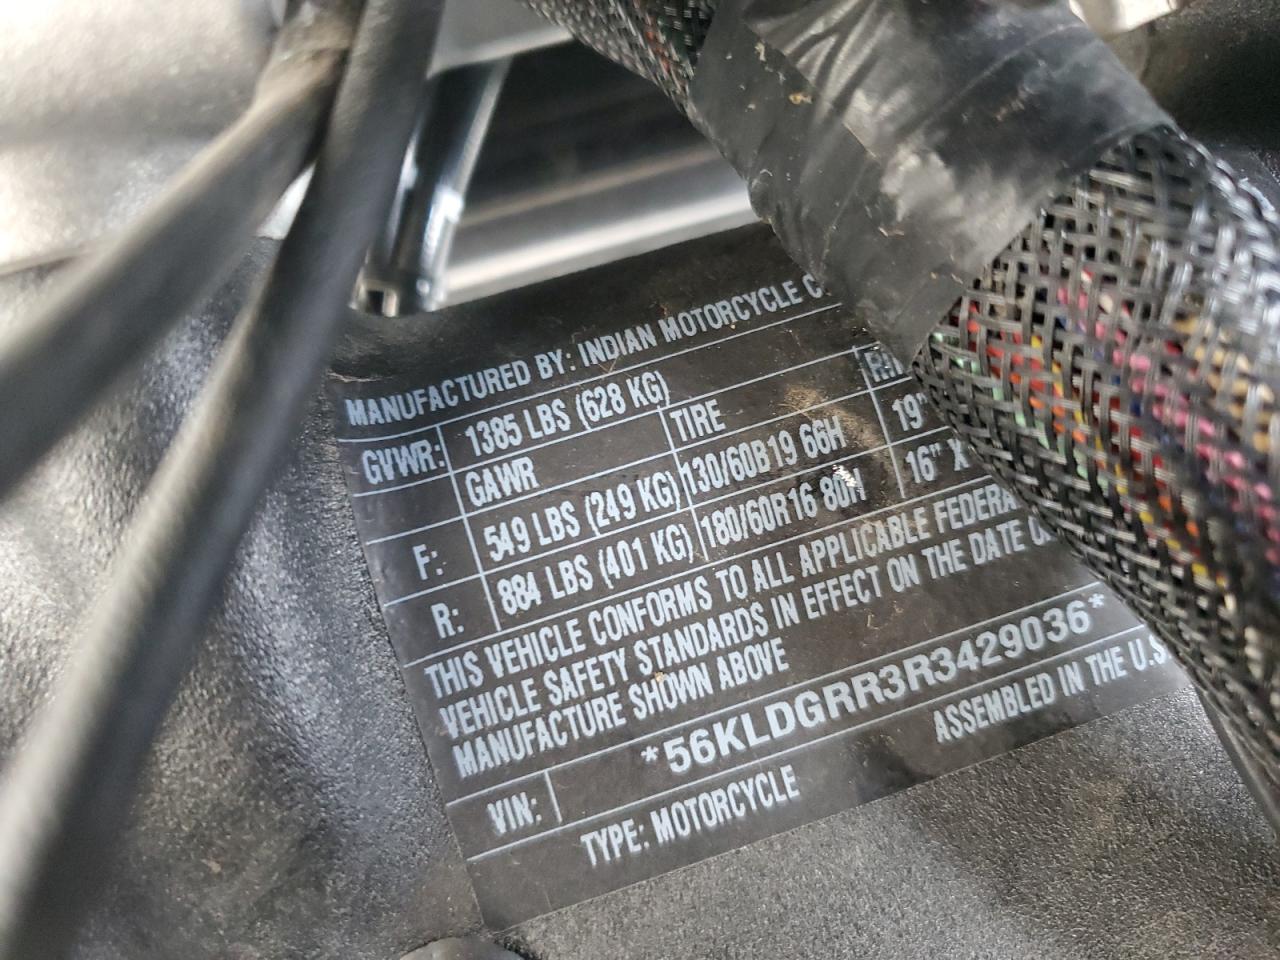 MANUFACTURED BY: INDIAN MOTORCYCLE
GVWR: 1385 LBS (628 KG)
GAWR TIRE
F: 549 LBS (249 KG) 130/60B19 66H 19"
R: 884 LBS (401 KG) 180/60R16 80H 16" X
THIS VEHICLE CONFORMS TO ALL APPLICABLE
VEHICLE SAFETY STANDARDS IN EFFECT ON THE DATE
MANUFACTURE SHOWN ABOVE
VIN: *56KLDGRR3R3429036*
TYPE: MOTORCYCLE ASSEMBLED IN THE U.S